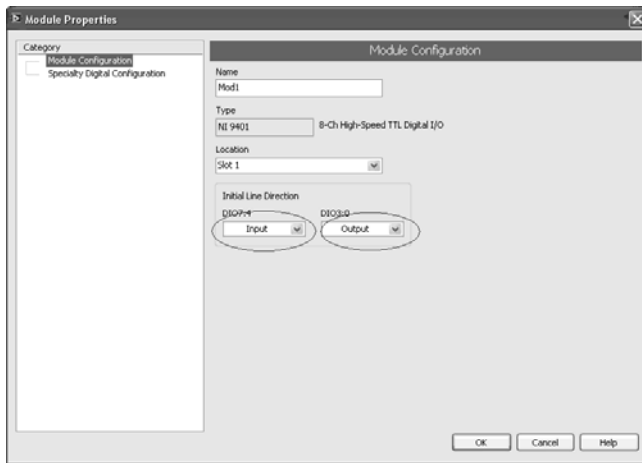 Module Properties
Category
Module Configuration
Specialty Digital Configuration
Module Configuration
Name
Mod1
Type
NI 9401
8-Ch High-Speed TTL Digital I/O
Location
Slot 1
Initial Line Direction
DIO7:4
DIO3:0
Input
Output
OK
Cancel
Help